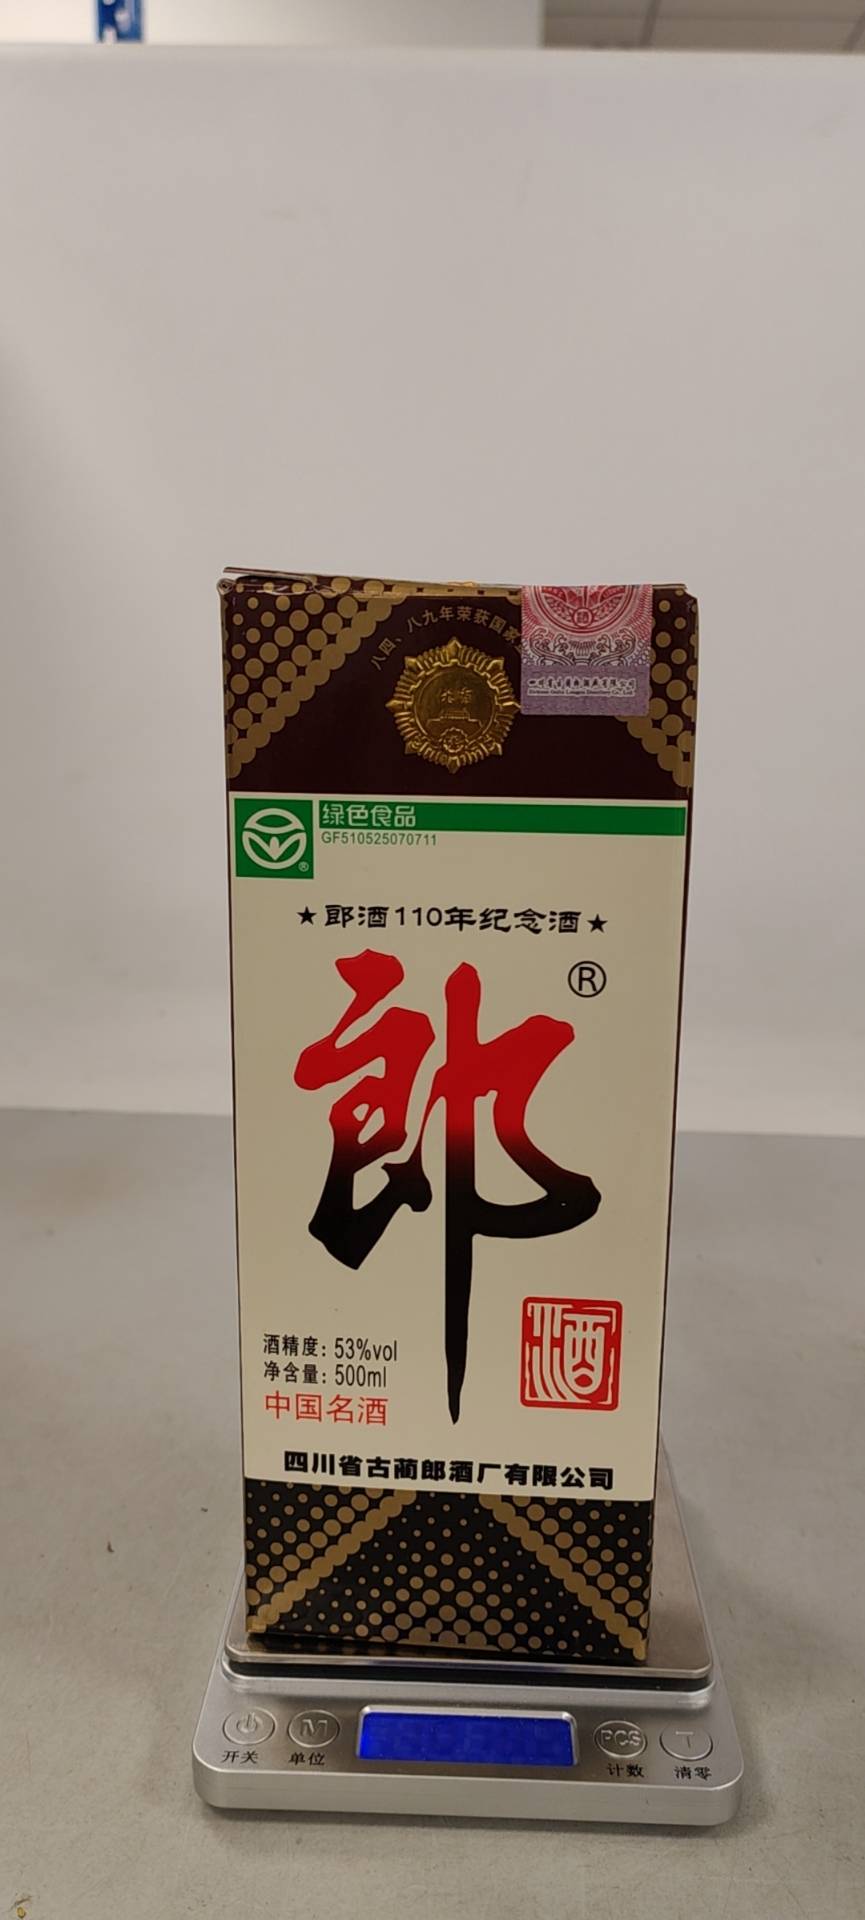 八四、八九年荣获国家
绿色食品
GF510525070711
★郎酒110年纪念酒★
郎®
酒
酒精度: 53%vol
净含量: 500ml
中国名酒
四川省古蔺郎酒厂有限公司
M
PCS
T
开关
单位
计数
清零